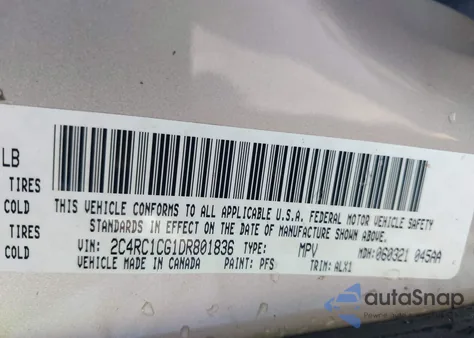 LB
TIRES
COLD
TIRES
COLD
THIS VEHICLE CONFORMS TO ALL APPLICABLE U.S.A. FEDERAL MOTOR VEHICLE SAFETY
STANDARDS IN EFFECT ON THE DATE OF MANUFACTURE SHOWN ABOVE.
VIN: 2C4RC1CG1DR801836 TYPE: MPV MDH: 060321 045AA
VEHICLE MADE IN CANADA PAINT: PFS TRIM: ALX1
autoSnap